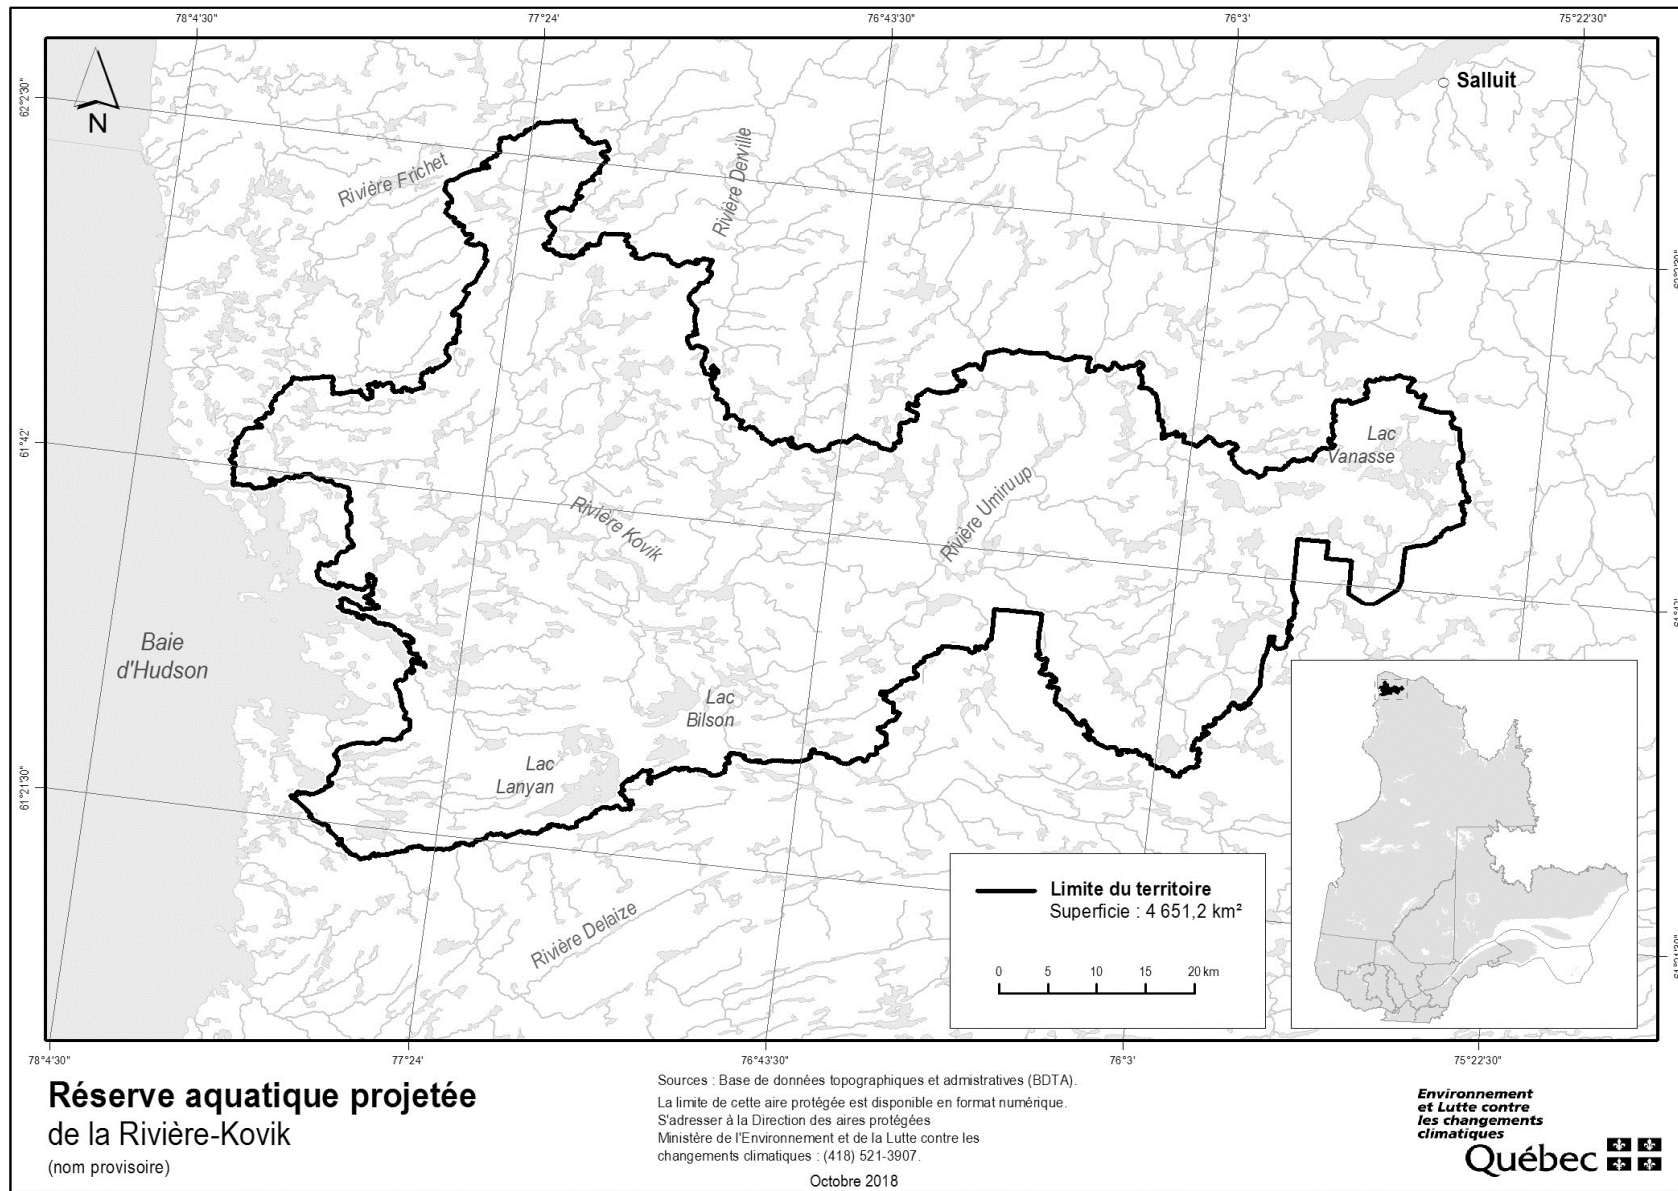 78°4'30"
77°24'
76°43'30"
76°3'
75°22'30"
62°2'30"
Salluit
N
Rivière Frichet
Rivière Derville
61°42'
Lac
Vanasse
Rivière Kovik
Rivière Umiruup
Baie
d'Hudson
Lac
Bilson
Lac
Lanyan
61°21'30"
Rivière Delaize
Limite du territoire
Superficie : 4 651,2 km²
0 5 10 15 20 km
78°4'30"
77°24'
76°43'30"
76°3'
75°22'30"
Réserve aquatique projetée
de la Rivière-Kovik
(nom provisoire)
Sources : Base de données topographiques et admistratives (BDTA).
La limite de cette aire protégée est disponible en format numérique.
S'adresser à la Direction des aires protégées
Ministère de l'Environnement et de la Lutte contre les
changements climatiques : (418) 521-3907.
Octobre 2018
Environnement
et Lutte contre
les changements
climatiques
Québec